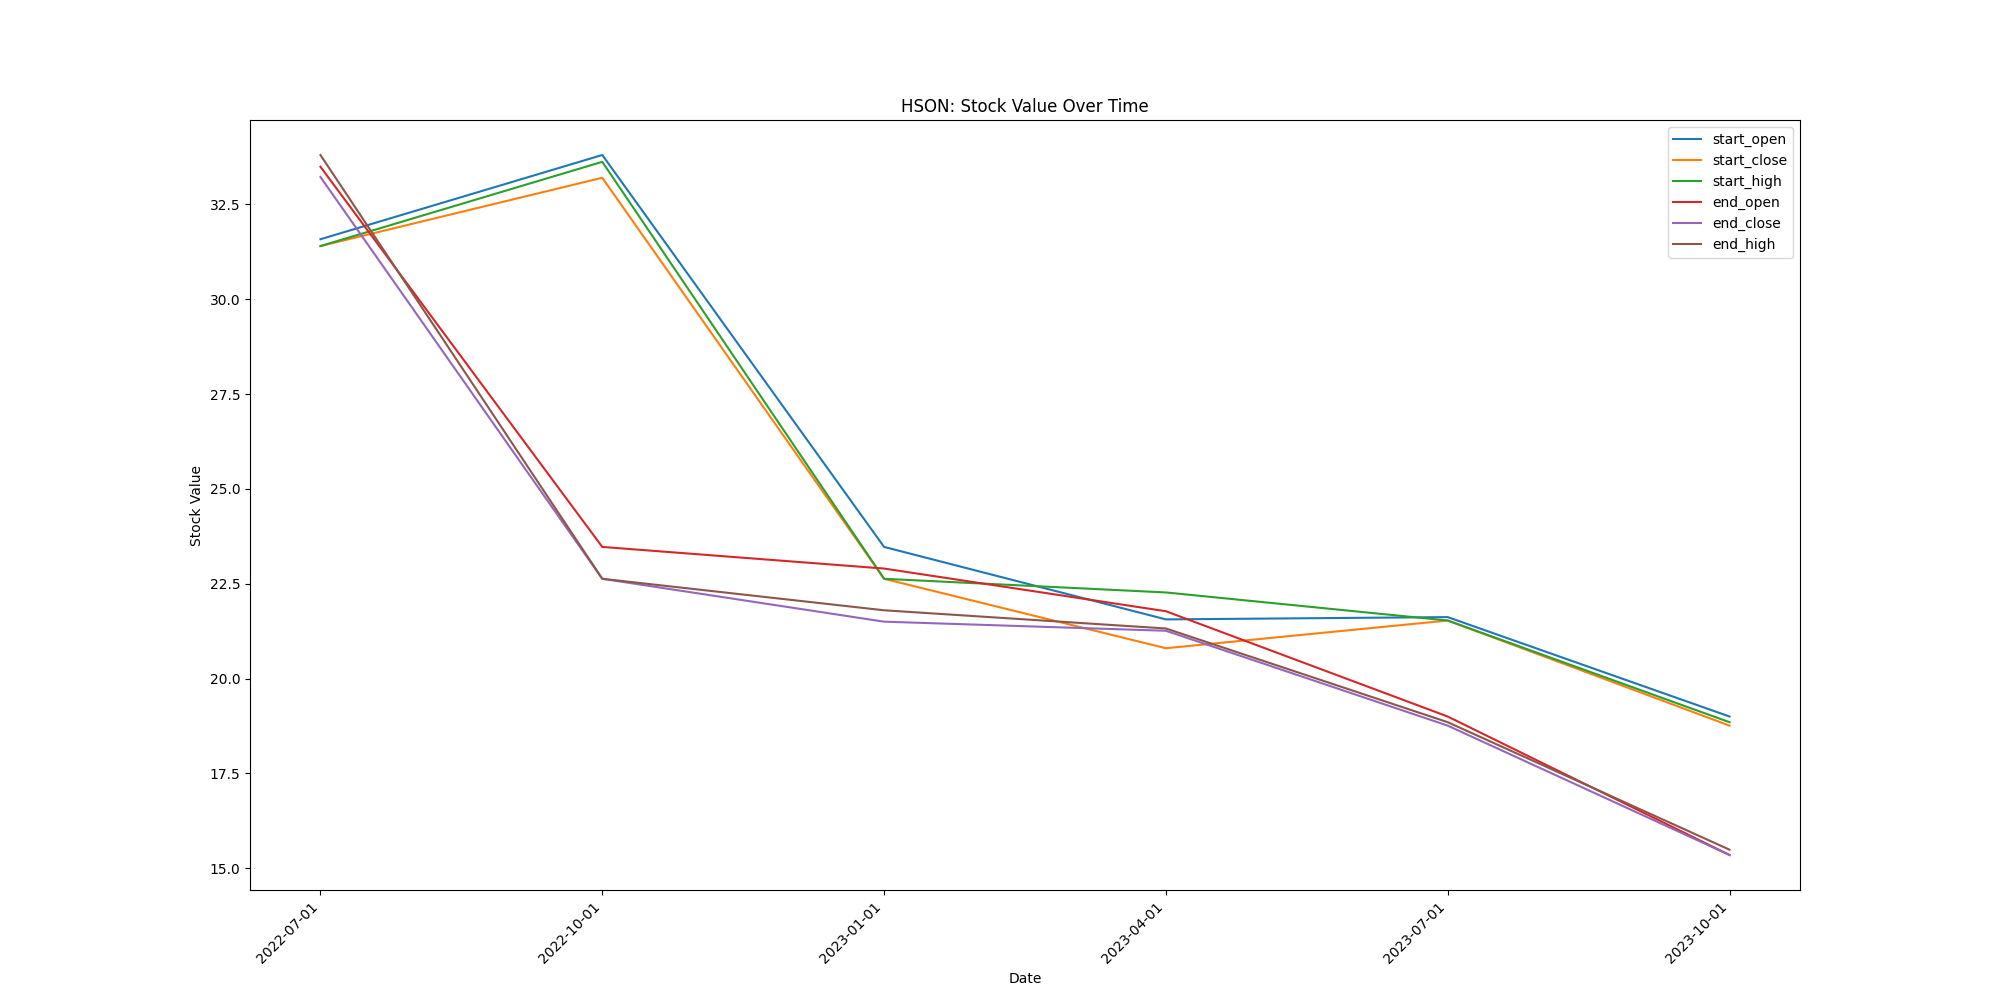 HSON: Stock Value Over Time
start_open
start_close
start_high
end_open
end_close
end_high
Stock Value
32.5
30.0
27.5
25.0
22.5
20.0
17.5
15.0
2022-07-01
2022-10-01
2023-01-01
2023-04-01
2023-07-01
2023-10-01
Date